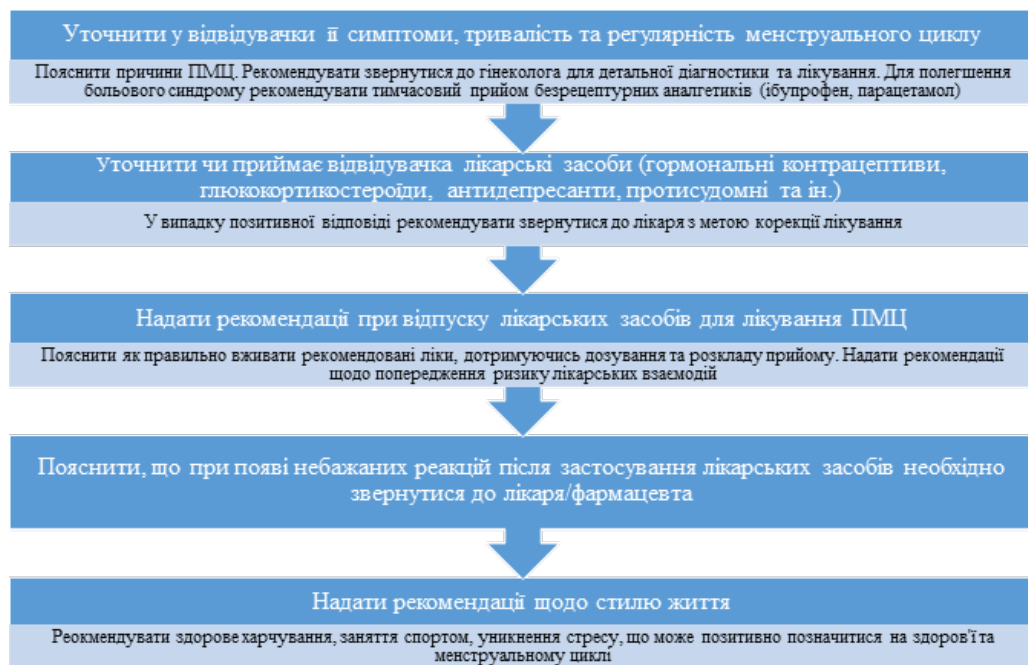 Уточнити у відвідувачки її симптоми, тривалість та регулярність менструального циклу
Пояснити причини ПМЦ. Рекомендувати звернутися до гінеколога для детальної діагностики та лікування. Для полегшення
больового синдрому рекомендувати тимчасовий прийом безрецептурних аналгетиків (ібупрофен, парацетамол)
Уточнити чи приймає відвідувачка лікарські засоби (гормональні контрацептиви,
глюкокортикостероїди, антидепресанти, протисудомні та ін.)
У випадку позитивної відповіді рекомендувати звернутися до лікаря з метою корекції лікування
Надати рекомендації при відпуску лікарських засобів для лікування ПМЦ
Пояснити як правильно вживати рекомендовані ліки, дотримуючись дозування та розкладу прийому. Надати рекомендації
щодо попередження ризику лікарських взаємодій
Пояснити, що при появі небажаних реакцій після застосування лікарських засобів необхідно
звернутися до лікаря/фармацевта
Надати рекомендації щодо стилю життя
Реокмендувати здорове харчування, заняття спортом, уникнення стресу, що може позитивно позначитися на здоров'ї та
менструальному циклі